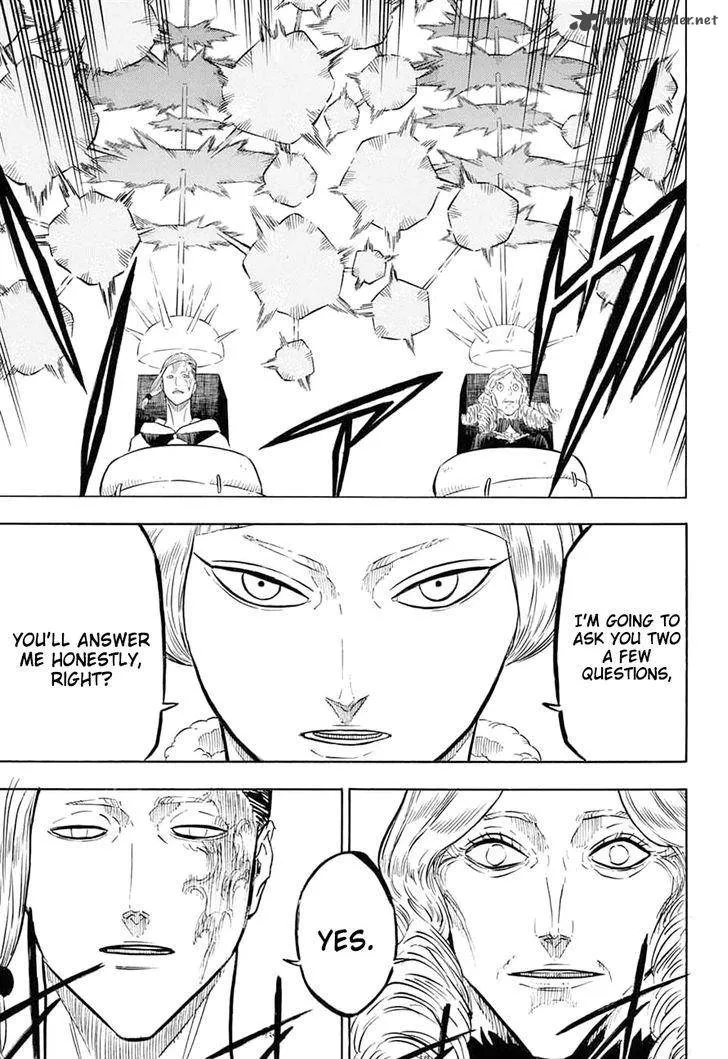 mangareader.net
I'M GOING TO
ASK YOU TWO
A FEW
QUESTIONS,
YOU'LL ANSWER
ME HONESTLY,
RIGHT?
YES.